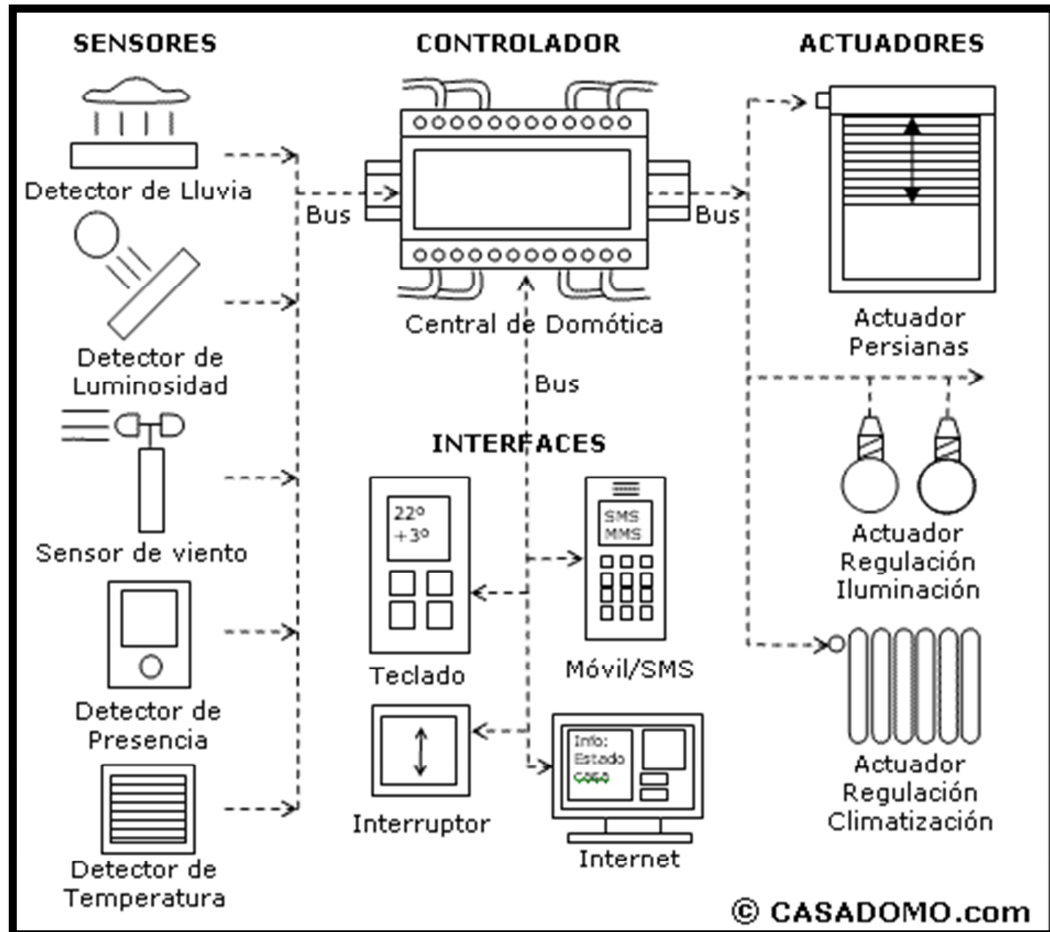 SENSORES
Detector de Lluvia
Detector de
Luminosidad
Sensor de viento
Detector de
Presencia
Detector de
Temperatura
Bus
CONTROLADOR
Central de Domótica
Bus
Bus
INTERFACES
22º
+3º
Teclado
SMS
MMS
Móvil/SMS
Interruptor
Info:
Estado
casa
Internet
ACTUADORES
Actuador
Persianas
Actuador
Regulación
Iluminación
Actuador
Regulación
Climatización
© CASADOMO.com